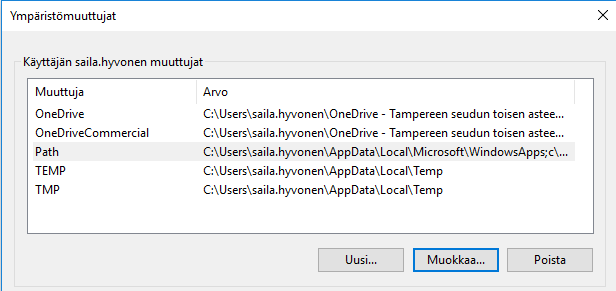 Ympäristömuuttujat
Käyttäjän saila.hyvonen muuttujat
Muuttuja Arvo
OneDrive C:\Users\saila.hyvonen\OneDrive - Tampereen seudun toisen astee...
OneDriveCommercial C:\Users\saila.hyvonen\OneDrive - Tampereen seudun toisen astee...
Path C:\Users\saila.hyvonen\AppData\Local\Microsoft\WindowsApps;c\...
TEMP C:\Users\saila.hyvonen\AppData\Local\Temp
TMP C:\Users\saila.hyvonen\AppData\Local\Temp
Uusi... Muokkaa... Poista